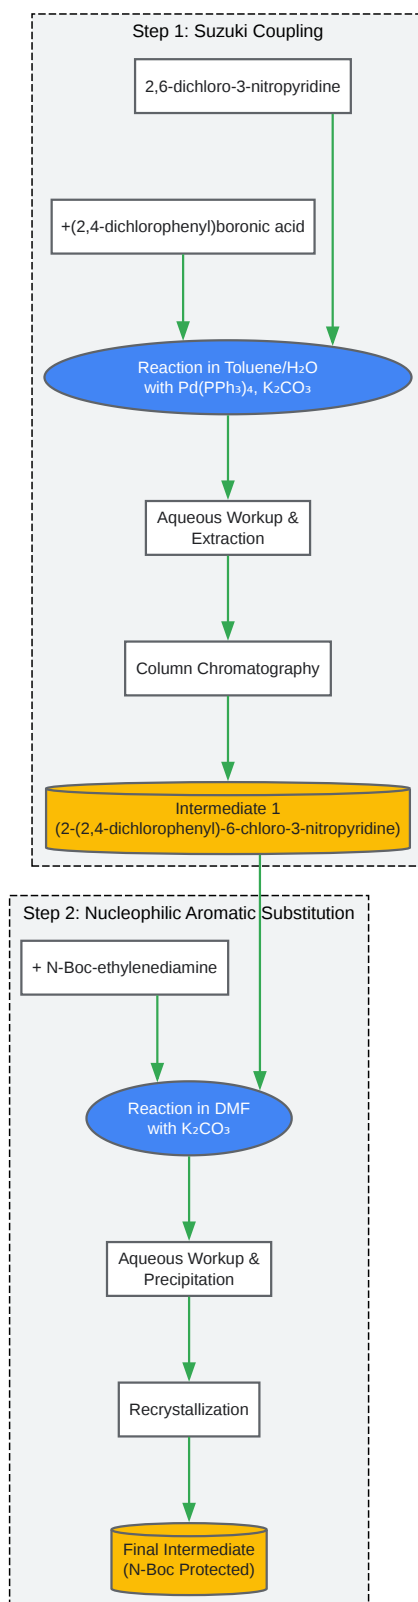 Step 1: Suzuki Coupling
2,6-dichloro-3-nitropyridine
+(2,4-dichlorophenyl)boronic acid
Reaction in Toluene/H₂O
with Pd(PPh₃)₄, K₂CO₃
Aqueous Workup &
Extraction
Column Chromatography
Intermediate 1
(2-(2,4-dichlorophenyl)-6-chloro-3-nitropyridine)
Step 2: Nucleophilic Aromatic Substitution
+ N-Boc-ethylenediamine
Reaction in DMF
with K₂CO₃
Aqueous Workup &
Precipitation
Recrystallization
Final Intermediate
(N-Boc Protected)